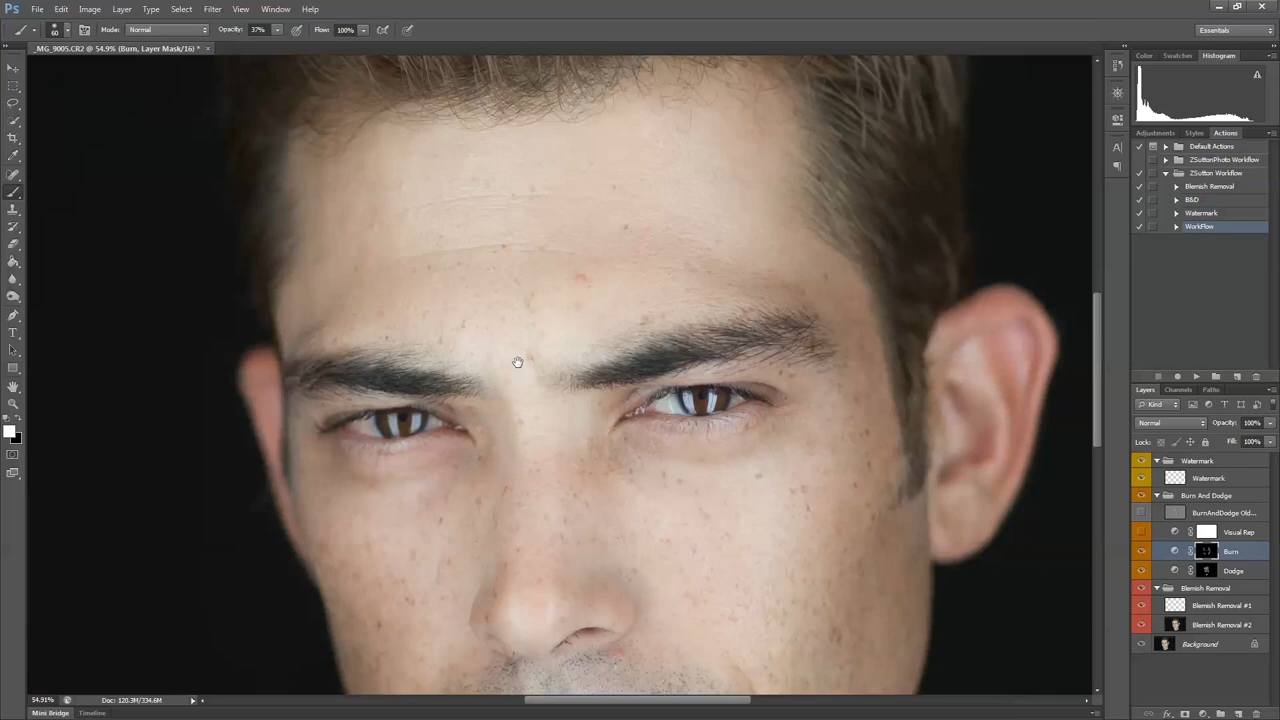 Ps File Edit Image Layer Type Select Filter View Window Help
60 Mode: Normal Opacity: 37% Flow: 100% Essentials
_MG_9005.CR2 @ 54.9% (Burn, Layer Mask/16) * ×
Color Swatches Histogram
Adjustments Styles Actions
Default Actions
ZSuttonPhoto Workflow
ZSutton Workflow
Blemish Removal
B&D
Watermark
WorkFlow
Layers Channels Paths
Kind
Normal Opacity: 100%
Lock: Fill: 100%
Watermark
Watermark
Burn And Dodge
BurnAndDodge Old...
Visual Rep
Burn
Dodge
Blemish Removal
Blemish Removal #1
Blemish Removal #2
Background
54.91% Doc: 120.3M/334.6M
Mini Bridge Timeline